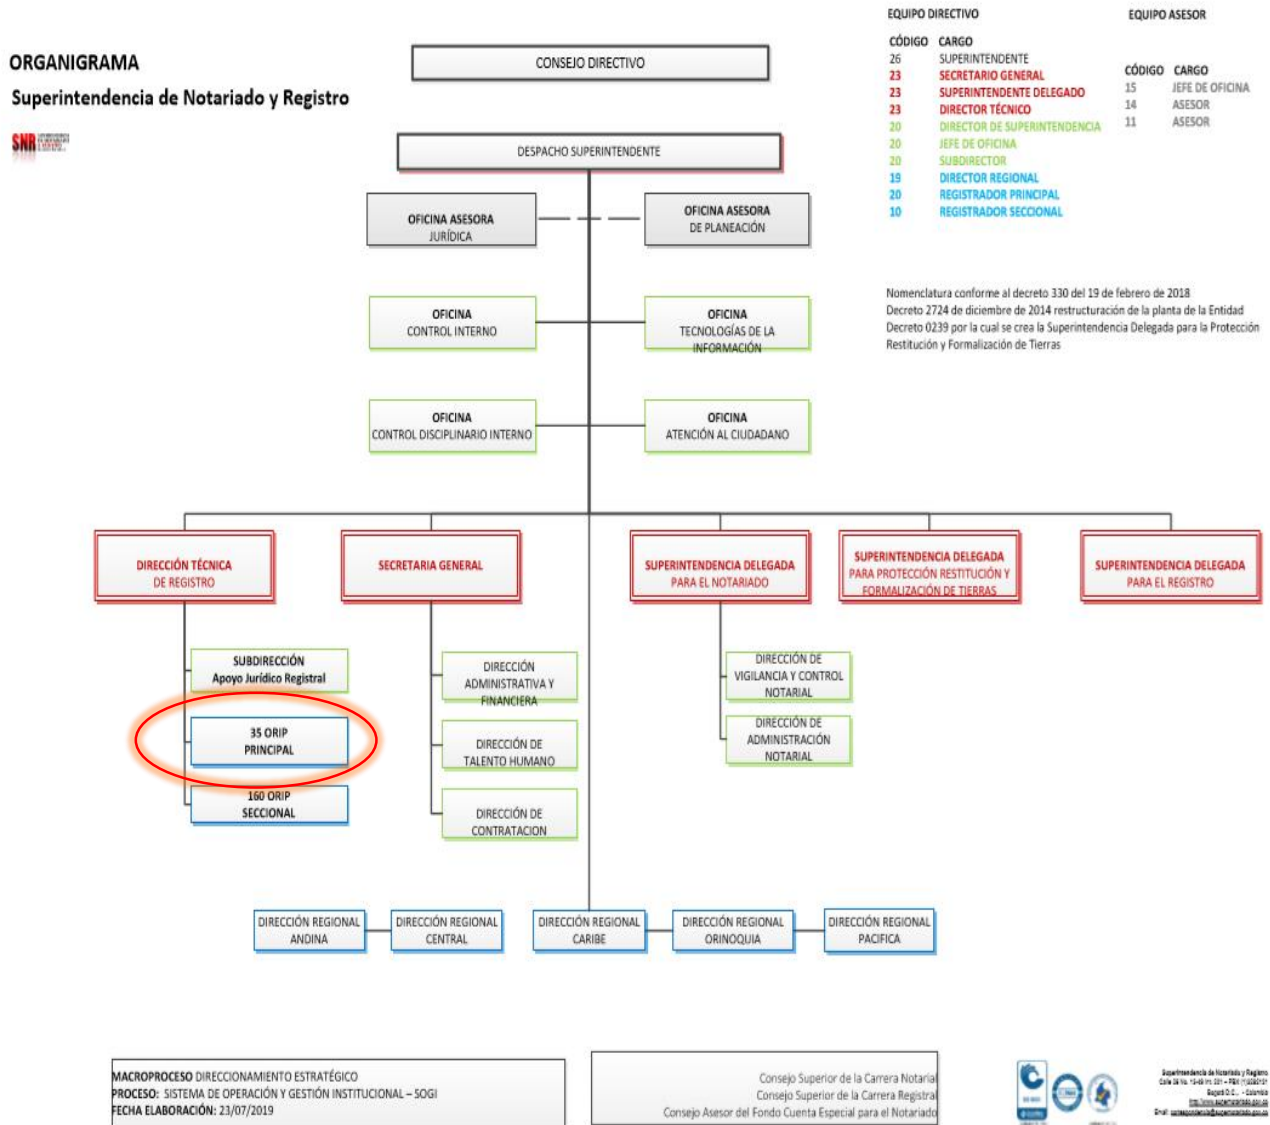 ORGANIGRAMA
Superintendencia de Notariado y Registro
SNR
CONSEJO DIRECTIVO
DESPACHO SUPERINTENDENTE
EQUIPO DIRECTIVO
CÓDIGO CARGO
26 SUPERINTENDENTE
23 SECRETARIO GENERAL
23 SUPERINTENDENTE DELEGADO
23 DIRECTOR TÉCNICO
20 DIRECTOR DE SUPERINTENDENCIA
20 JEFE DE OFICINA
20 SUBDIRECTOR
19 DIRECTOR REGIONAL
20 REGISTRADOR PRINCIPAL
10 REGISTRADOR SECCIONAL
EQUIPO ASESOR
CÓDIGO CARGO
15 JEFE DE OFICINA
14 ASESOR
11 ASESOR
Nomenclatura conforme al decreto 330 del 19 de febrero de 2018
Decreto 2724 de diciembre de 2014 restructuración de la planta de la Entidad
Decreto 0239 por la cual se crea la Superintendencia Delegada para la Protección
Restitución y Formalización de Tierras
OFICINA ASESORA
JURÍDICA
OFICINA ASESORA
DE PLANEACIÓN
OFICINA
CONTROL INTERNO
OFICINA
TECNOLOGÍAS DE LA
INFORMACIÓN
OFICINA
CONTROL DISCIPLINARIO INTERNO
OFICINA
ATENCIÓN AL CIUDADANO
DIRECCIÓN TÉCNICA
DE REGISTRO
SECRETARIA GENERAL
SUPERINTENDENCIA DELEGADA
PARA EL NOTARIADO
SUPERINTENDENCIA DELEGADA
PARA PROTECCIÓN RESTITUCIÓN Y
FORMALIZACIÓN DE TIERRAS
SUPERINTENDENCIA DELEGADA
PARA EL REGISTRO
SUBDIRECCIÓN
Apoyo Jurídico Registral
35 ORIP
PRINCIPAL
160 ORIP
SECCIONAL
DIRECCIÓN
ADMINISTRATIVA Y
FINANCIERA
DIRECCIÓN DE
TALENTO HUMANO
DIRECCIÓN DE
CONTRATACION
DIRECCIÓN DE
VIGILANCIA Y CONTROL
NOTARIAL
DIRECCIÓN DE
ADMINISTRACIÓN
NOTARIAL
DIRECCIÓN REGIONAL
ANDINA
DIRECCIÓN REGIONAL
CENTRAL
DIRECCIÓN REGIONAL
CARIBE
DIRECCIÓN REGIONAL
ORINOQUIA
DIRECCIÓN REGIONAL
PACIFICA
MACROPROCESO DIRECCIONAMIENTO ESTRATÉGICO
PROCESO: SISTEMA DE OPERACIÓN Y GESTIÓN INSTITUCIONAL – SOGI
FECHA ELABORACIÓN: 23/07/2019
Consejo Superior de la Carrera Notarial
Consejo Superior de la Carrera Registral
Consejo Asesor del Fondo Cuenta Especial para el Notariado
Superintendencia de Notariado y Registro